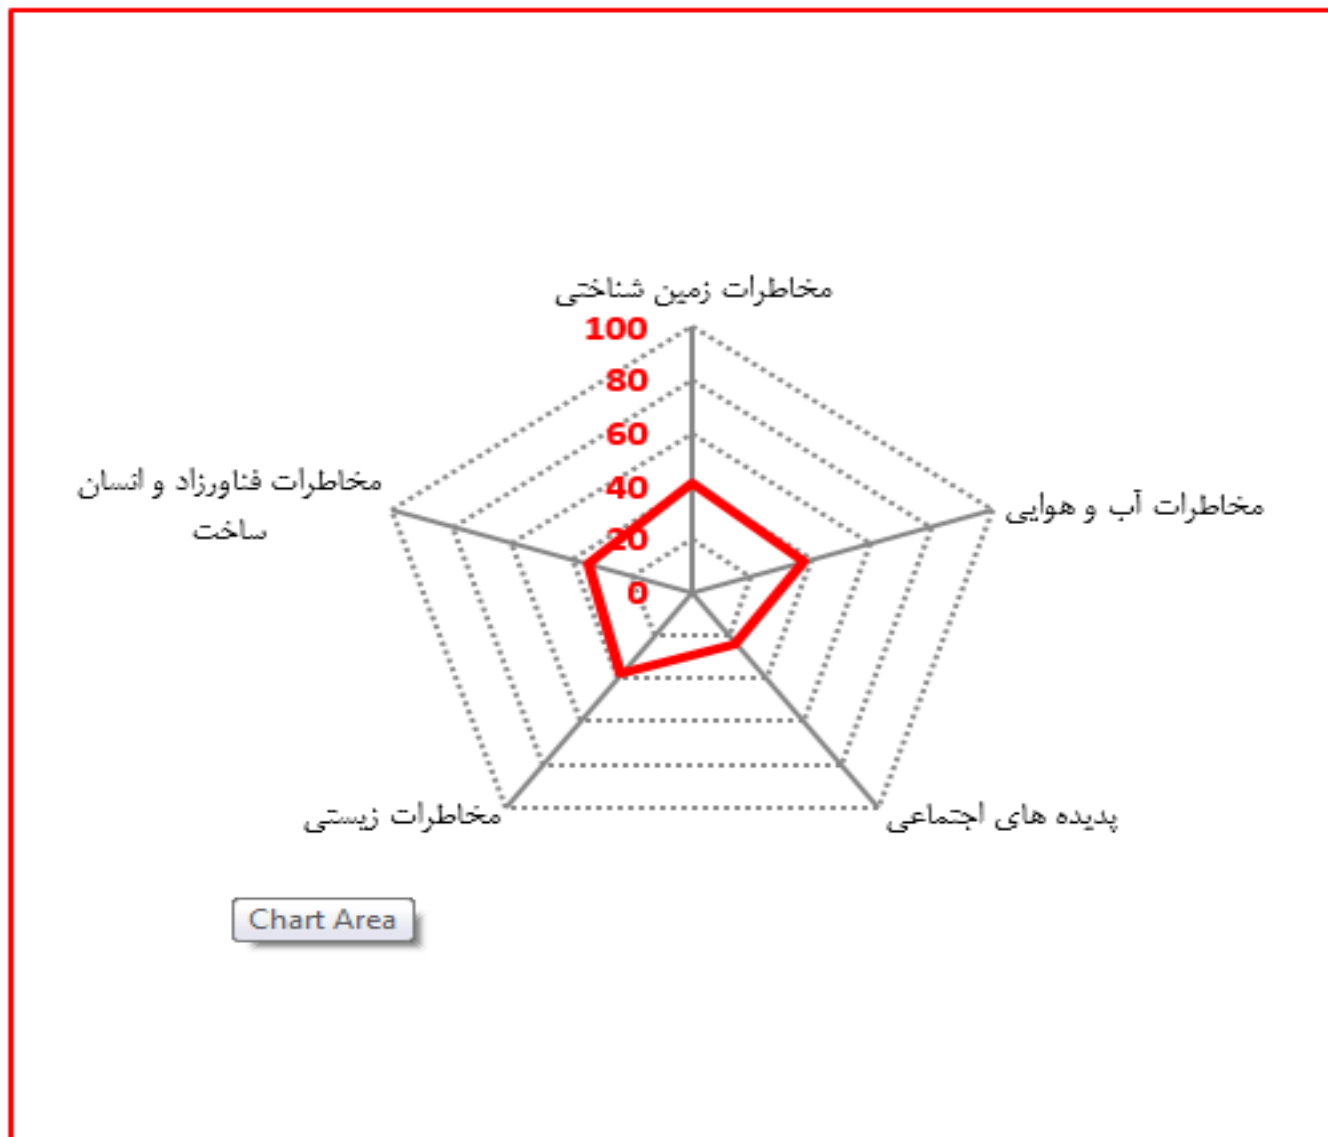 مخاطرات زمین شناختی
100
80
60
40
20
0
مخاطرات آب و هوایی
پدیده های اجتماعی
مخاطرات زیستی
مخاطرات فناورزاد و انسان
ساخت
Chart Area